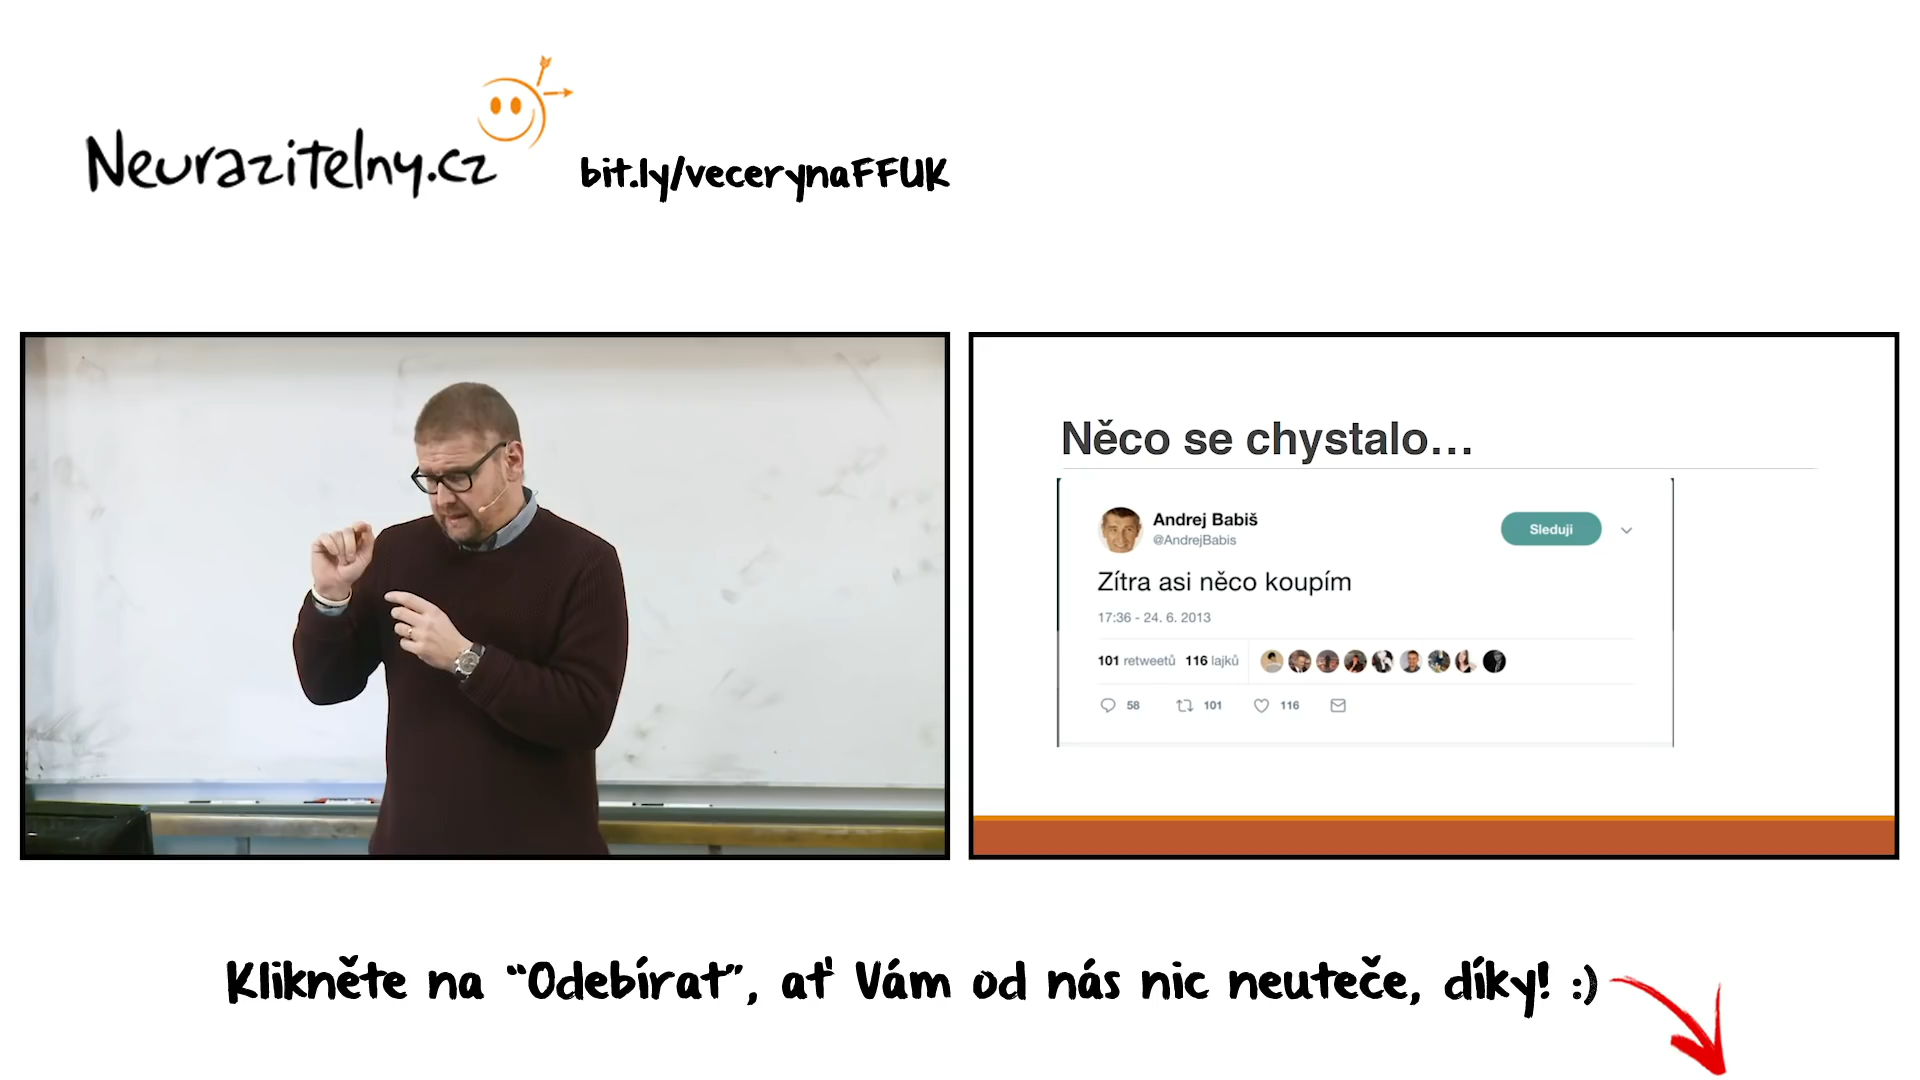 Neurazitelny.cz
bit.ly/vecerynaFFUK
Něco se chystalo...
Andrej Babiš
@AndrejBabis
Sleduji
Zítra asi něco koupím
17:36 - 24. 6. 2013
101 retweetů 116 lajků
58 101 116
Klikněte na “Odebírat”, ať Vám od nás nic neuteče, díky! :)